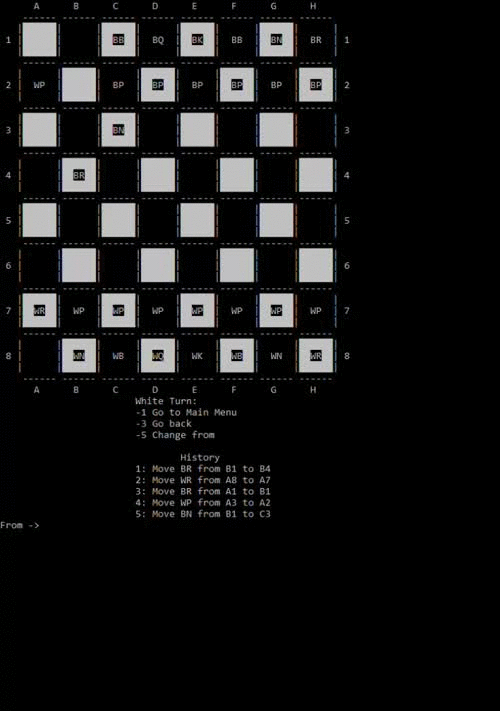 A B C D E F G H
1 BB BQ BK BB BN BR 1
2 WP BP BP BP BP BP BP 2
3 BN 3
4 BR 4
5 5
6 6
7 WR WP WP WP WP WP WP WP 7
8 WN WB WQ WK WB WN WR 8
A B C D E F G H
White Turn:
-1 Go to Main Menu
-3 Go back
-5 Change from
History
1: Move BR from B1 to B4
2: Move WR from A8 to A7
3: Move BR from A1 to B1
4: Move WP from A3 to A2
5: Move BN from B1 to C3
From ->